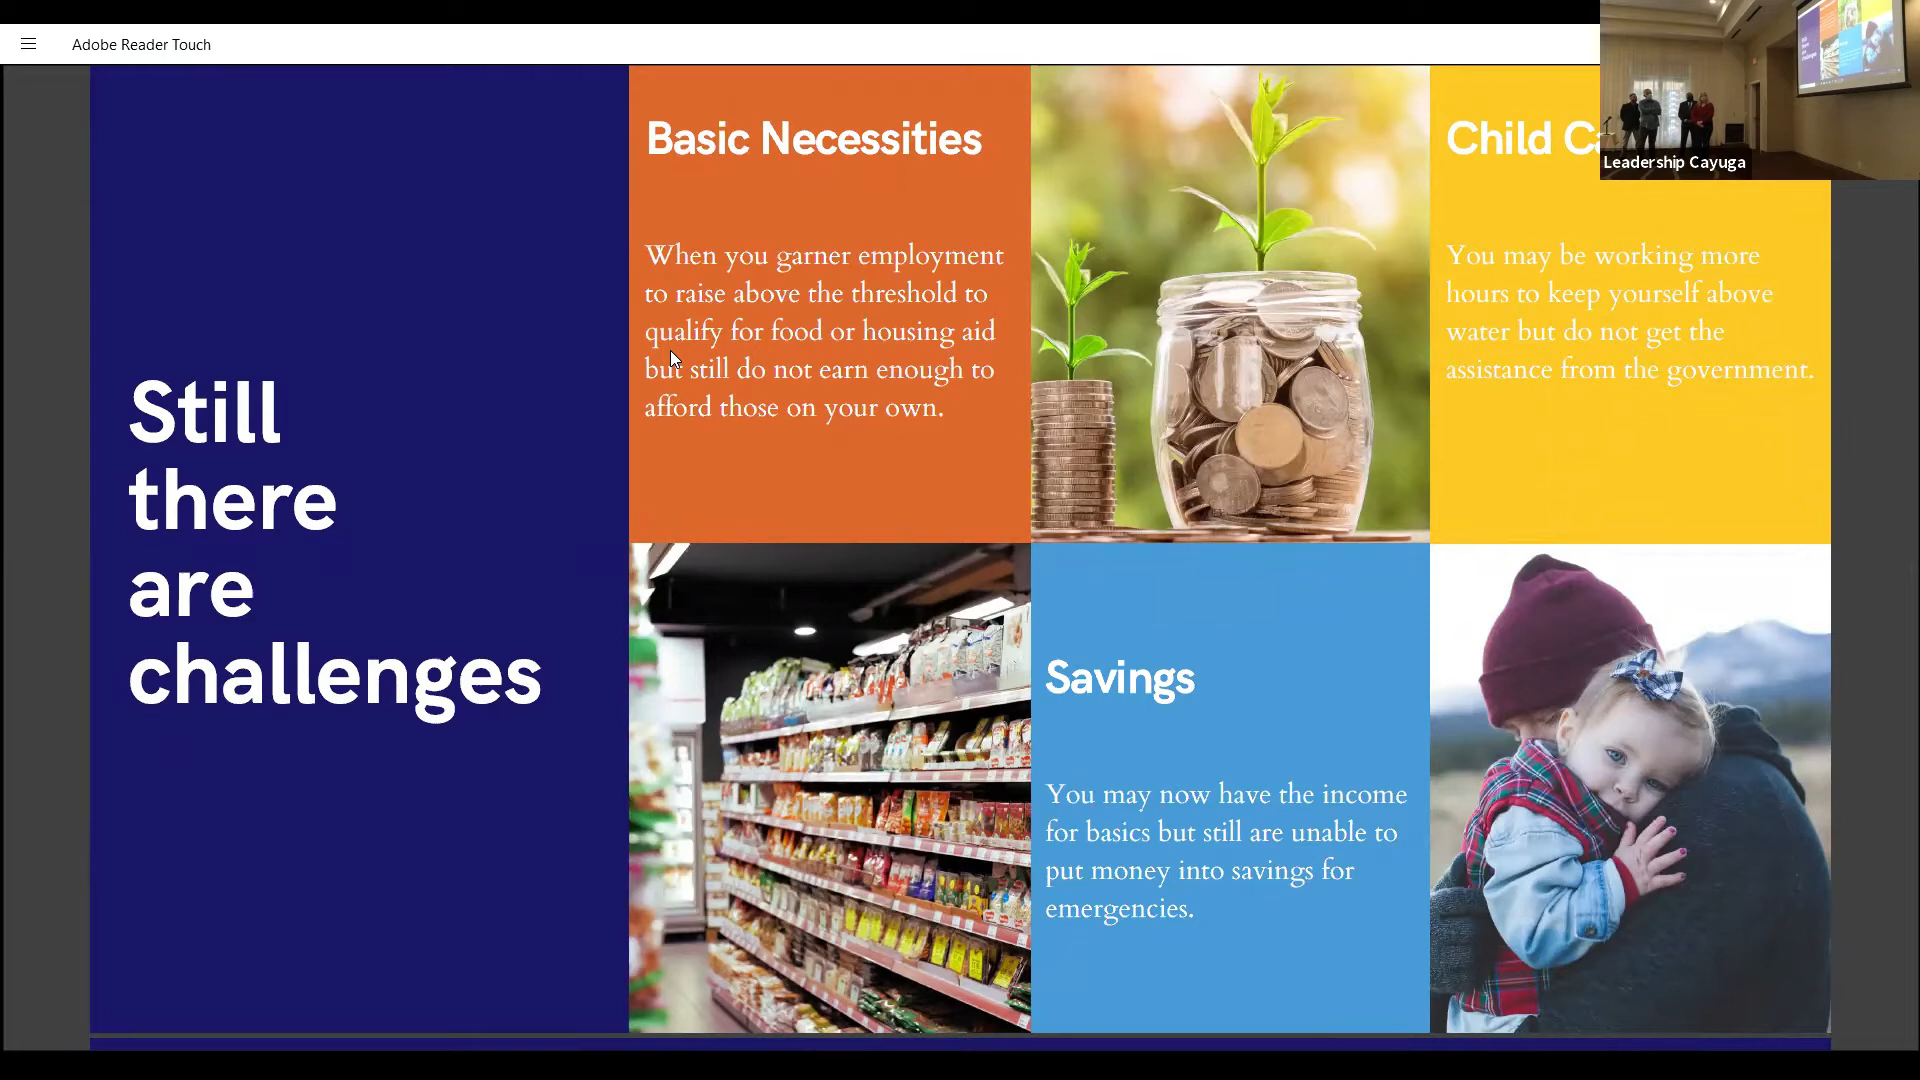 Adobe Reader Touch
Still
there
are
challenges
Basic Necessities
When you garner employment
to raise above the threshold to
qualify for food or housing aid
but still do not earn enough to
afford those on your own.
Child
You may be working more
hours to keep yourself above
water but do not get the
assistance from the government.
Savings
You may now have the income
for basics but still are unable to
put money into savings for
emergencies.
Leadership Cayuga